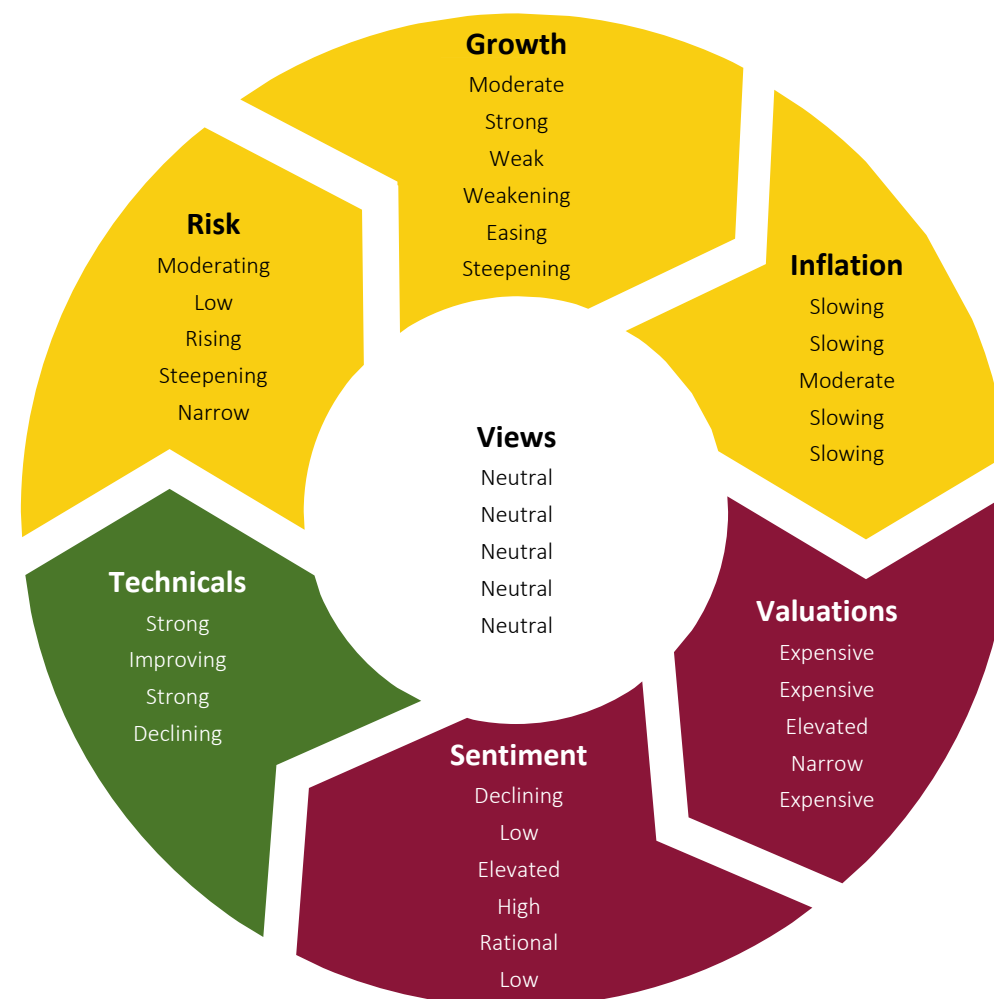 Growth
Moderate
Strong
Weak
Weakening
Easing
Steepening
Inflation
Slowing
Slowing
Moderate
Slowing
Slowing
Valuations
Expensive
Expensive
Elevated
Narrow
Expensive
Sentiment
Declining
Low
Elevated
High
Rational
Low
Technicals
Strong
Improving
Strong
Declining
Risk
Moderating
Low
Rising
Steepening
Narrow
Views
Neutral
Neutral
Neutral
Neutral
Neutral